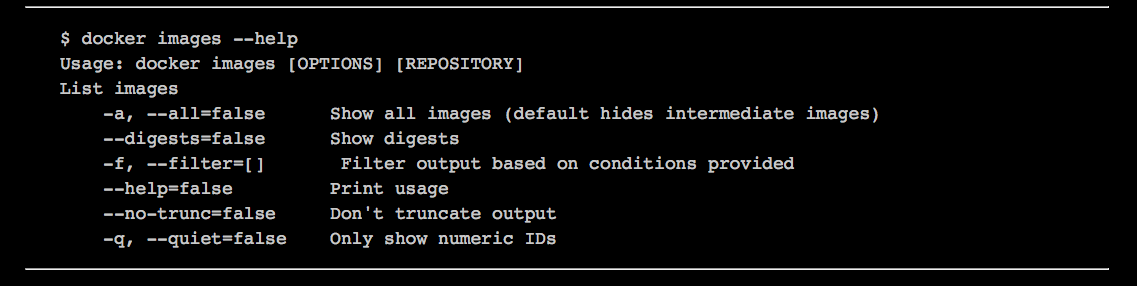 $ docker images --help
Usage: docker images [OPTIONS] [REPOSITORY]
List images
-a, --all=false Show all images (default hides intermediate images)
--digests=false Show digests
-f, --filter=[] Filter output based on conditions provided
--help=false Print usage
--no-trunc=false Don't truncate output
-q, --quiet=false Only show numeric IDs